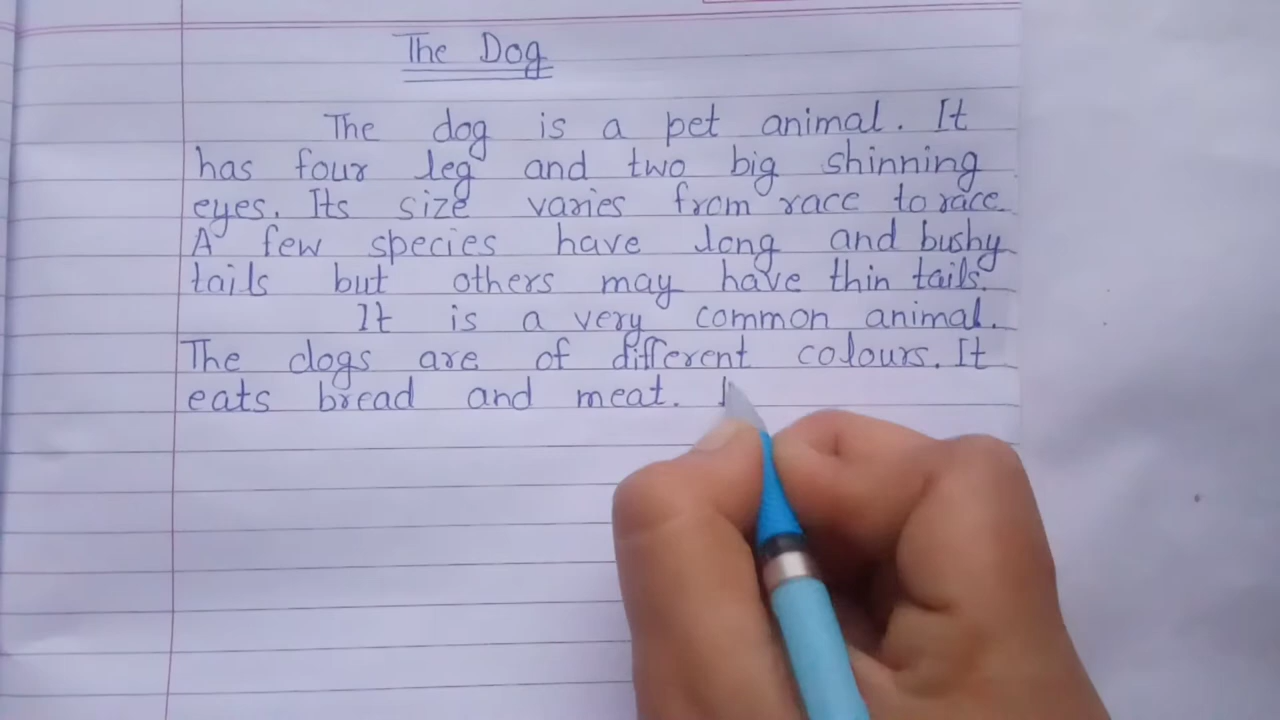 The Dog
The dog is a pet animal. It
has four leg and two big shinning
eyes. Its size varies from race to race
A few species have long and bushy
tails but others may have thin tails.
It is a very common animal.
The dogs are of different colours. It
eats bread and meat.